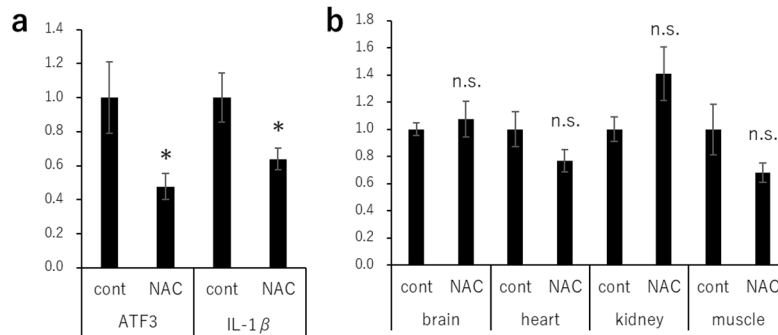 a
1.4
1.2
1.0
0.8
0.6
0.4
0.2
0.0
*
*
cont NAC cont NAC
ATF3 IL-1β
b
1.8
1.6
1.4
1.2
1.0
0.8
0.6
0.4
0.2
0.0
n.s.
n.s.
n.s.
n.s.
cont NAC cont NAC cont NAC cont NAC
brain heart kidney muscle